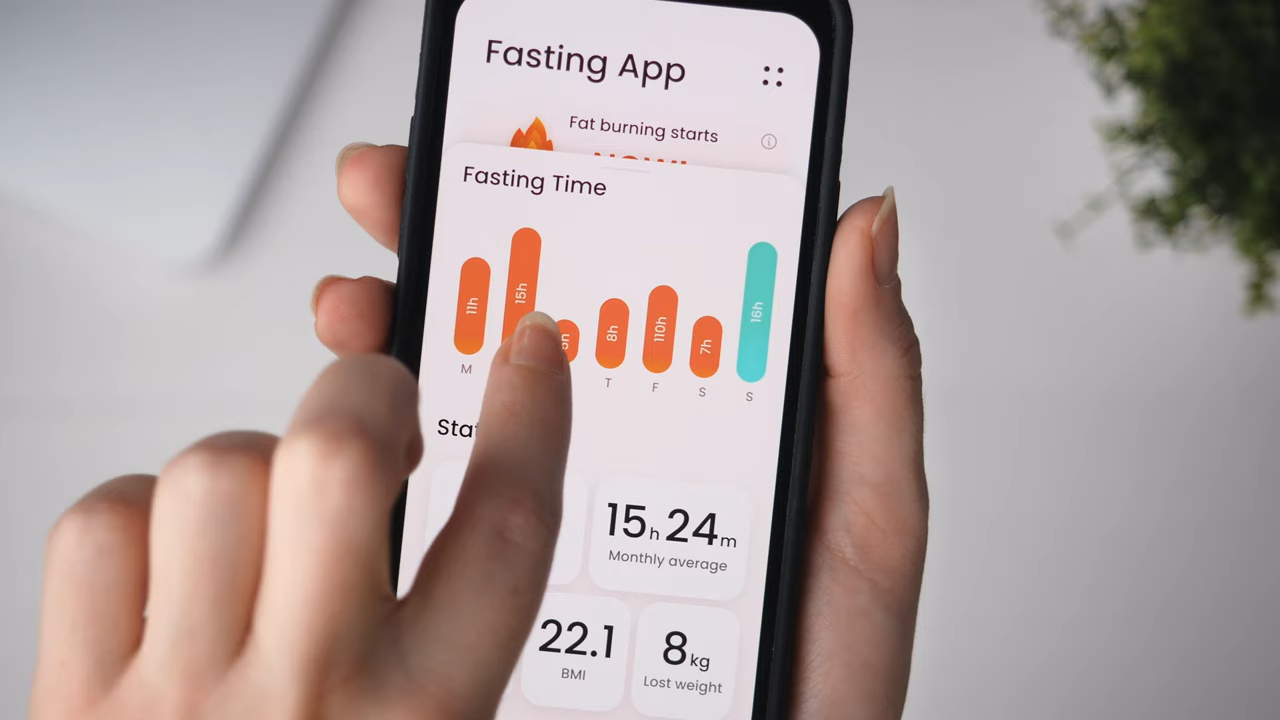 Fasting App
Fat burning starts
Fasting Time
11h 15h 8h 110h 7h 16h
M T F S S
15h 24m
Monthly average
22.1 8kg
BMI Lost weight